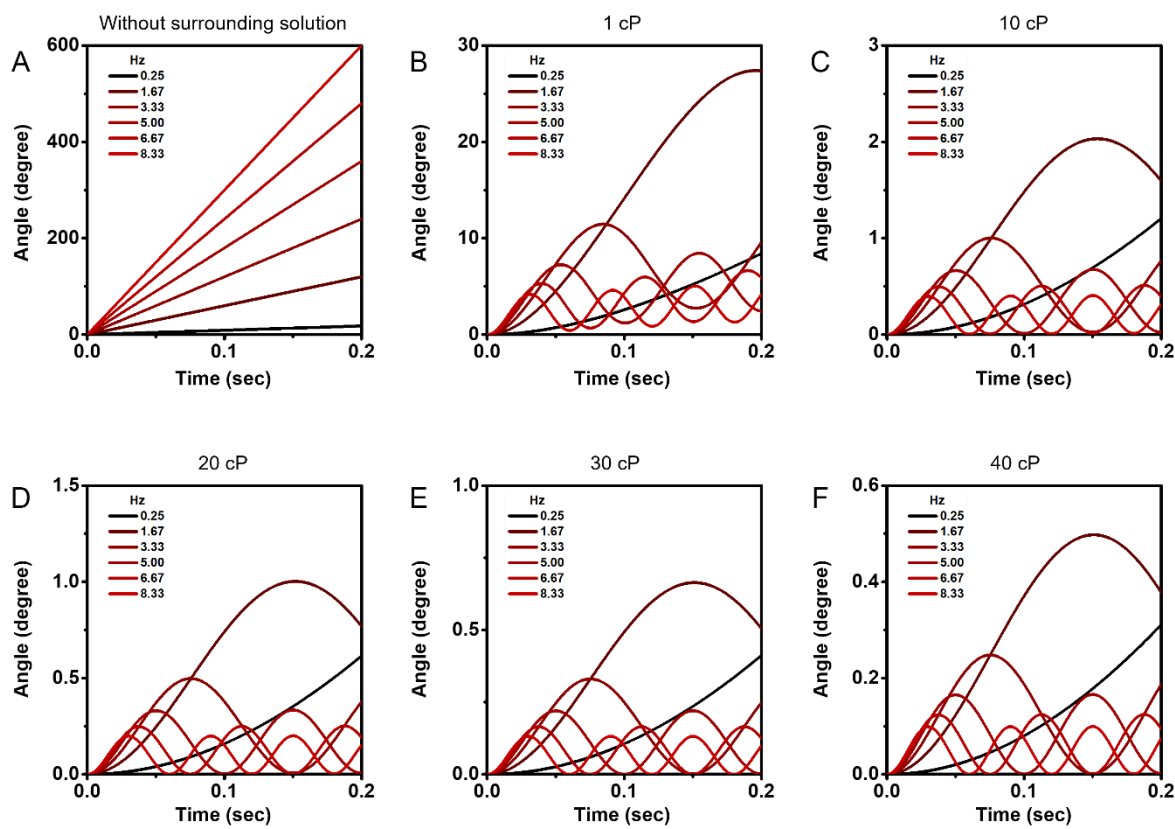 Without surrounding solution
A
Hz
0.25
1.67
3.33
5.00
6.67
8.33
Angle (degree)
600
400
200
0
0.0 0.1 0.2
Time (sec)
1 cP
B
Hz
0.25
1.67
3.33
5.00
6.67
8.33
Angle (degree)
30
20
10
0
0.0 0.1 0.2
Time (sec)
10 cP
C
Hz
0.25
1.67
3.33
5.00
6.67
8.33
Angle (degree)
3
2
1
0
0.0 0.1 0.2
Time (sec)
20 cP
D
Hz
0.25
1.67
3.33
5.00
6.67
8.33
Angle (degree)
1.5
1.0
0.5
0.0
0.0 0.1 0.2
Time (sec)
30 cP
E
Hz
0.25
1.67
3.33
5.00
6.67
8.33
Angle (degree)
1.0
0.5
0.0
0.0 0.1 0.2
Time (sec)
40 cP
F
Hz
0.25
1.67
3.33
5.00
6.67
8.33
Angle (degree)
0.6
0.4
0.2
0.0
0.0 0.1 0.2
Time (sec)